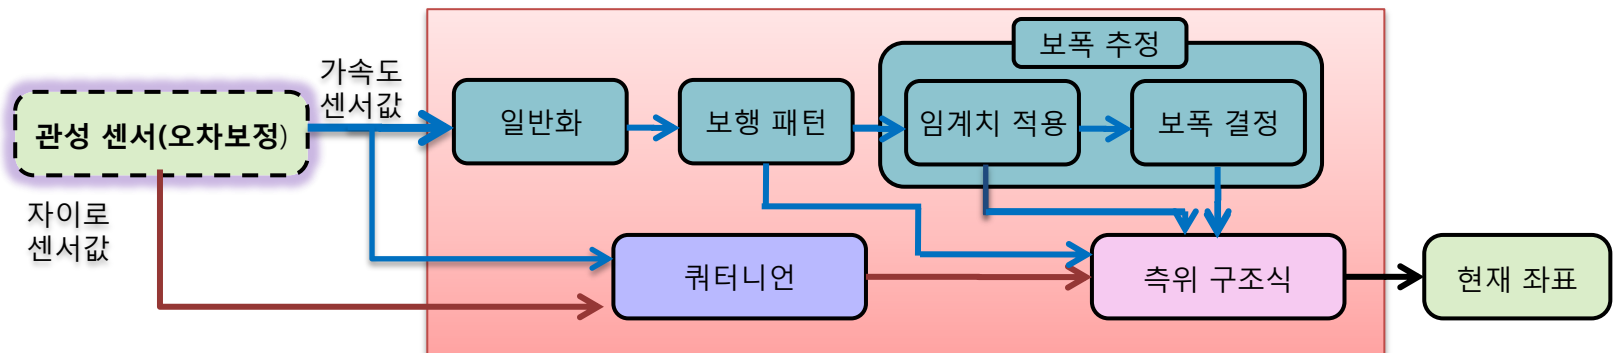 보폭 추정
가속도
센서값
관성 센서(오차보정)
일반화
보행 패턴
임계치 적용
보폭 결정
자이로
센서값
쿼터니언
측위 구조식
현재 좌표